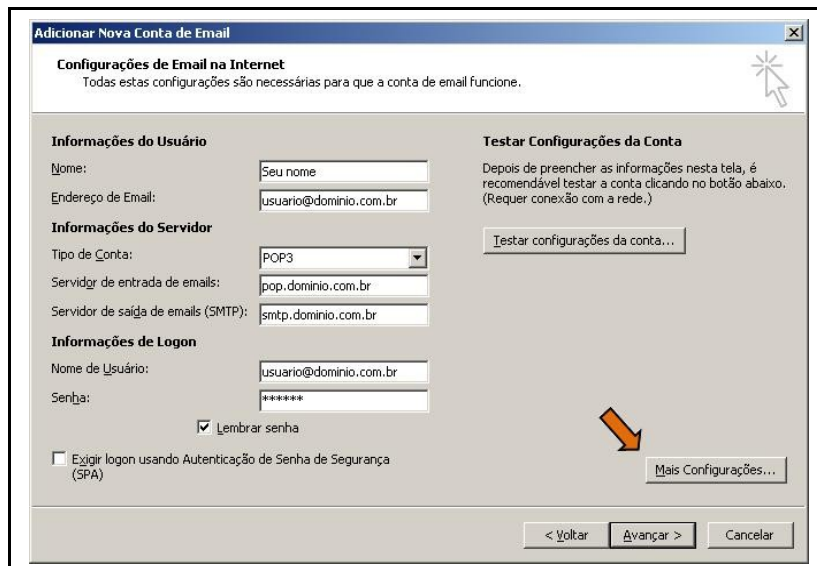 Adicionar Nova Conta de Email
Configurações de Email na Internet
Todas estas configurações são necessárias para que a conta de email funcione.
Informações do Usuário
Nome:
Seu nome
Endereço de Email:
usuario@dominio.com.br
Informações do Servidor
Tipo de Conta:
POP3
Servidor de entrada de emails:
pop.dominio.com.br
Servidor de saída de emails (SMTP):
smtp.dominio.com.br
Informações de Logon
Nome de Usuário:
usuario@dominio.com.br
Senha:
******
Lembrar senha
Exigir logon usando Autenticação de Senha de Segurança
(SPA)
Testar Configurações da Conta
Depois de preencher as informações nesta tela, é
recomendável testar a conta clicando no botão abaixo.
(Requer conexão com a rede.)
Testar configurações da conta...
Mais Configurações...
< Voltar
Avançar >
Cancelar